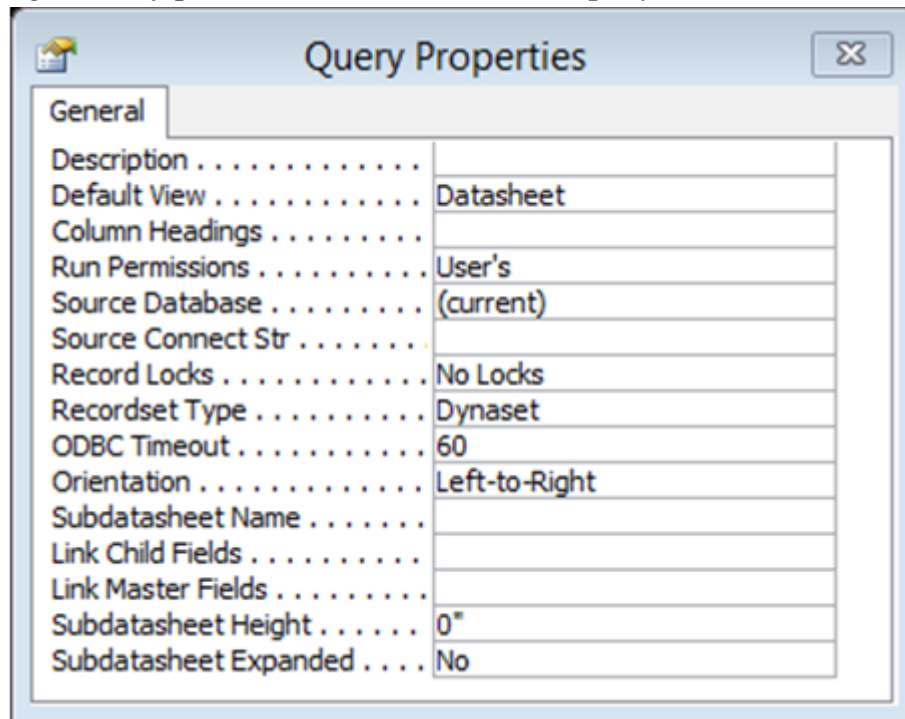 Query Properties
General
Description . . . . . . . . . . . . .
Default View . . . . . . . . . . . . Datasheet
Column Headings . . . . . . . . .
Run Permissions . . . . . . . . . . User's
Source Database . . . . . . . . . (current)
Source Connect Str . . . . . . .
Record Locks . . . . . . . . . . . . No Locks
Recordset Type . . . . . . . . . . Dynaset
ODBC Timeout . . . . . . . . . . . 60
Orientation . . . . . . . . . . . . . Left-to-Right
Subdatasheet Name . . . . . . .
Link Child Fields . . . . . . . . . .
Link Master Fields . . . . . . . . .
Subdatasheet Height . . . . . . 0"
Subdatasheet Expanded . . . . No